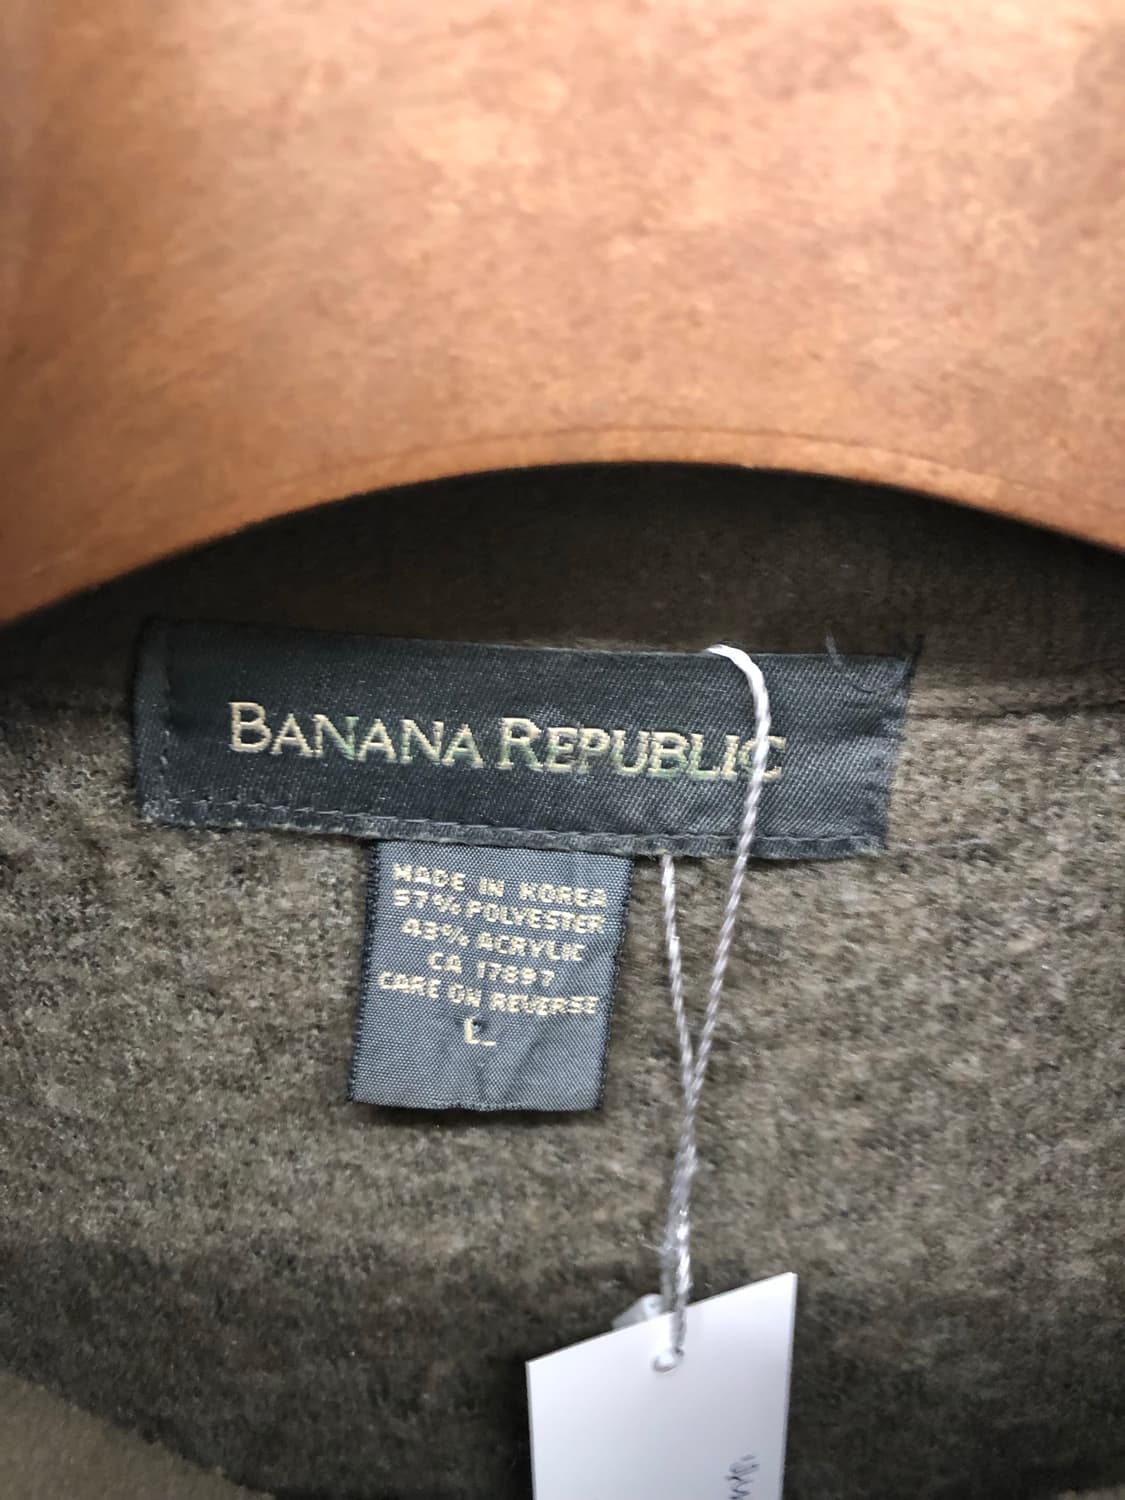 BANANA REPUBLIC
MADE IN KOREA
57% POLYESTER
43% ACRYLIC
CA 17897
CARE ON REVERSE
L